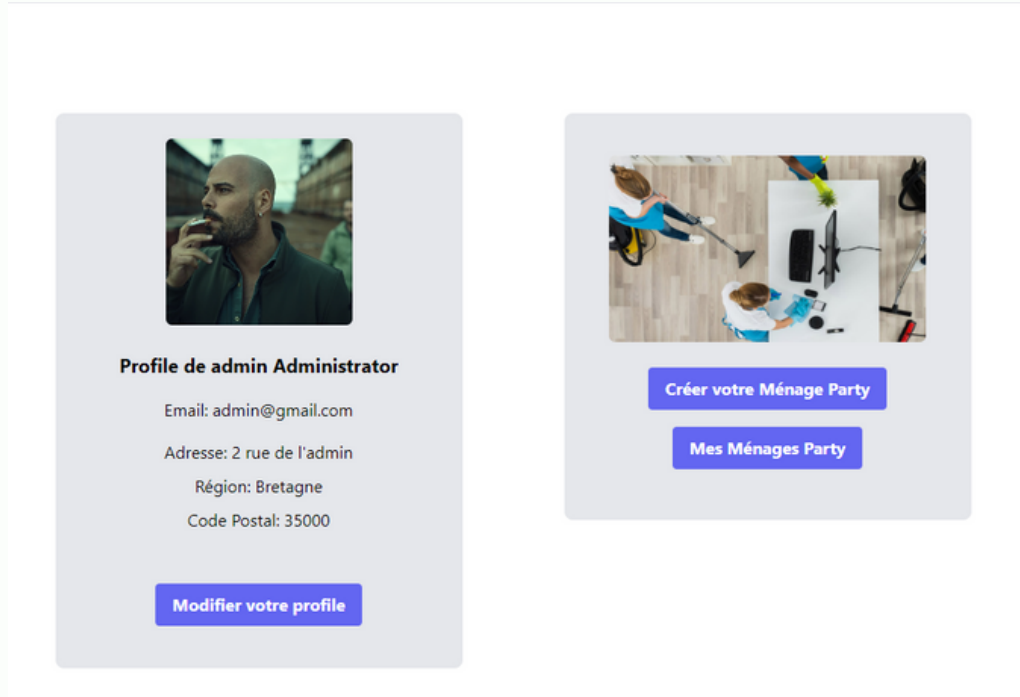 Profile de admin Administrator
Email: admin@gmail.com
Adresse: 2 rue de l'admin
Région: Bretagne
Code Postal: 35000
Modifier votre profile
Créer votre Ménage Party
Mes Ménages Party